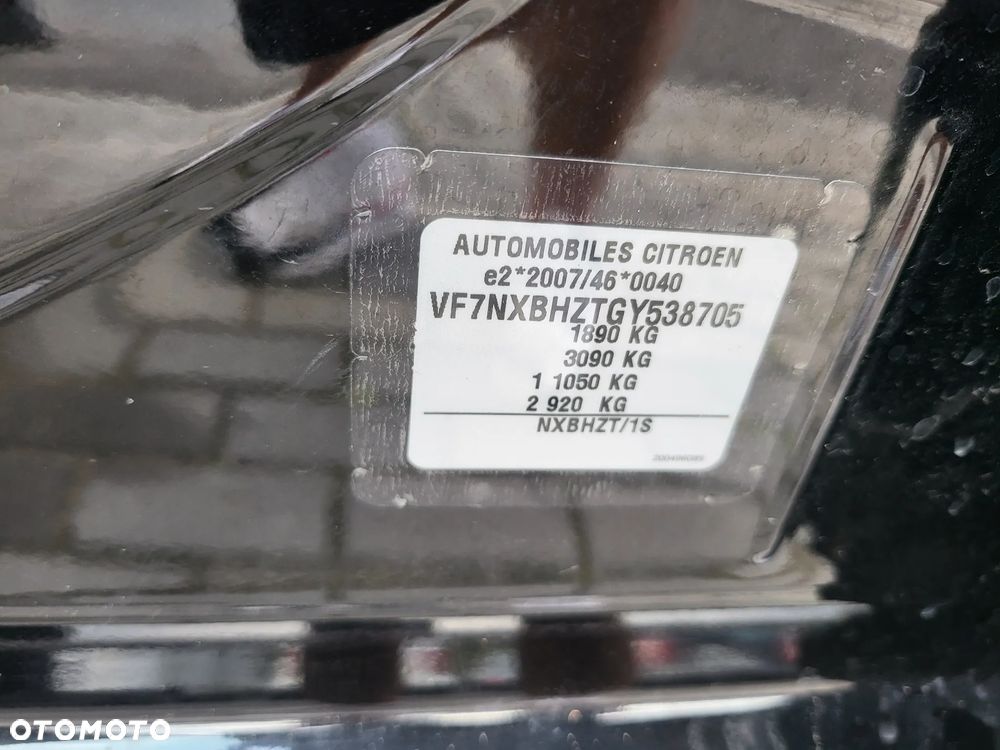 AUTOMOBILES CITROEN
e2*2007/46*0040
VF7NXBHZTGY538705
1890 KG
3090 KG
1 1050 KG
2 920 KG
NXBHZT/1S
OTOMOTO